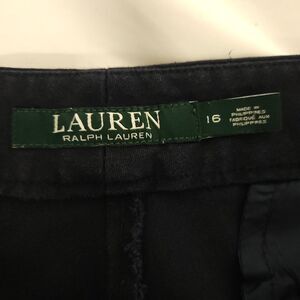 LAUREN
RALPH LAUREN
16
MADE IN
PHILIPPINES
FABRIQUÉ AUX
PHILIPPINES